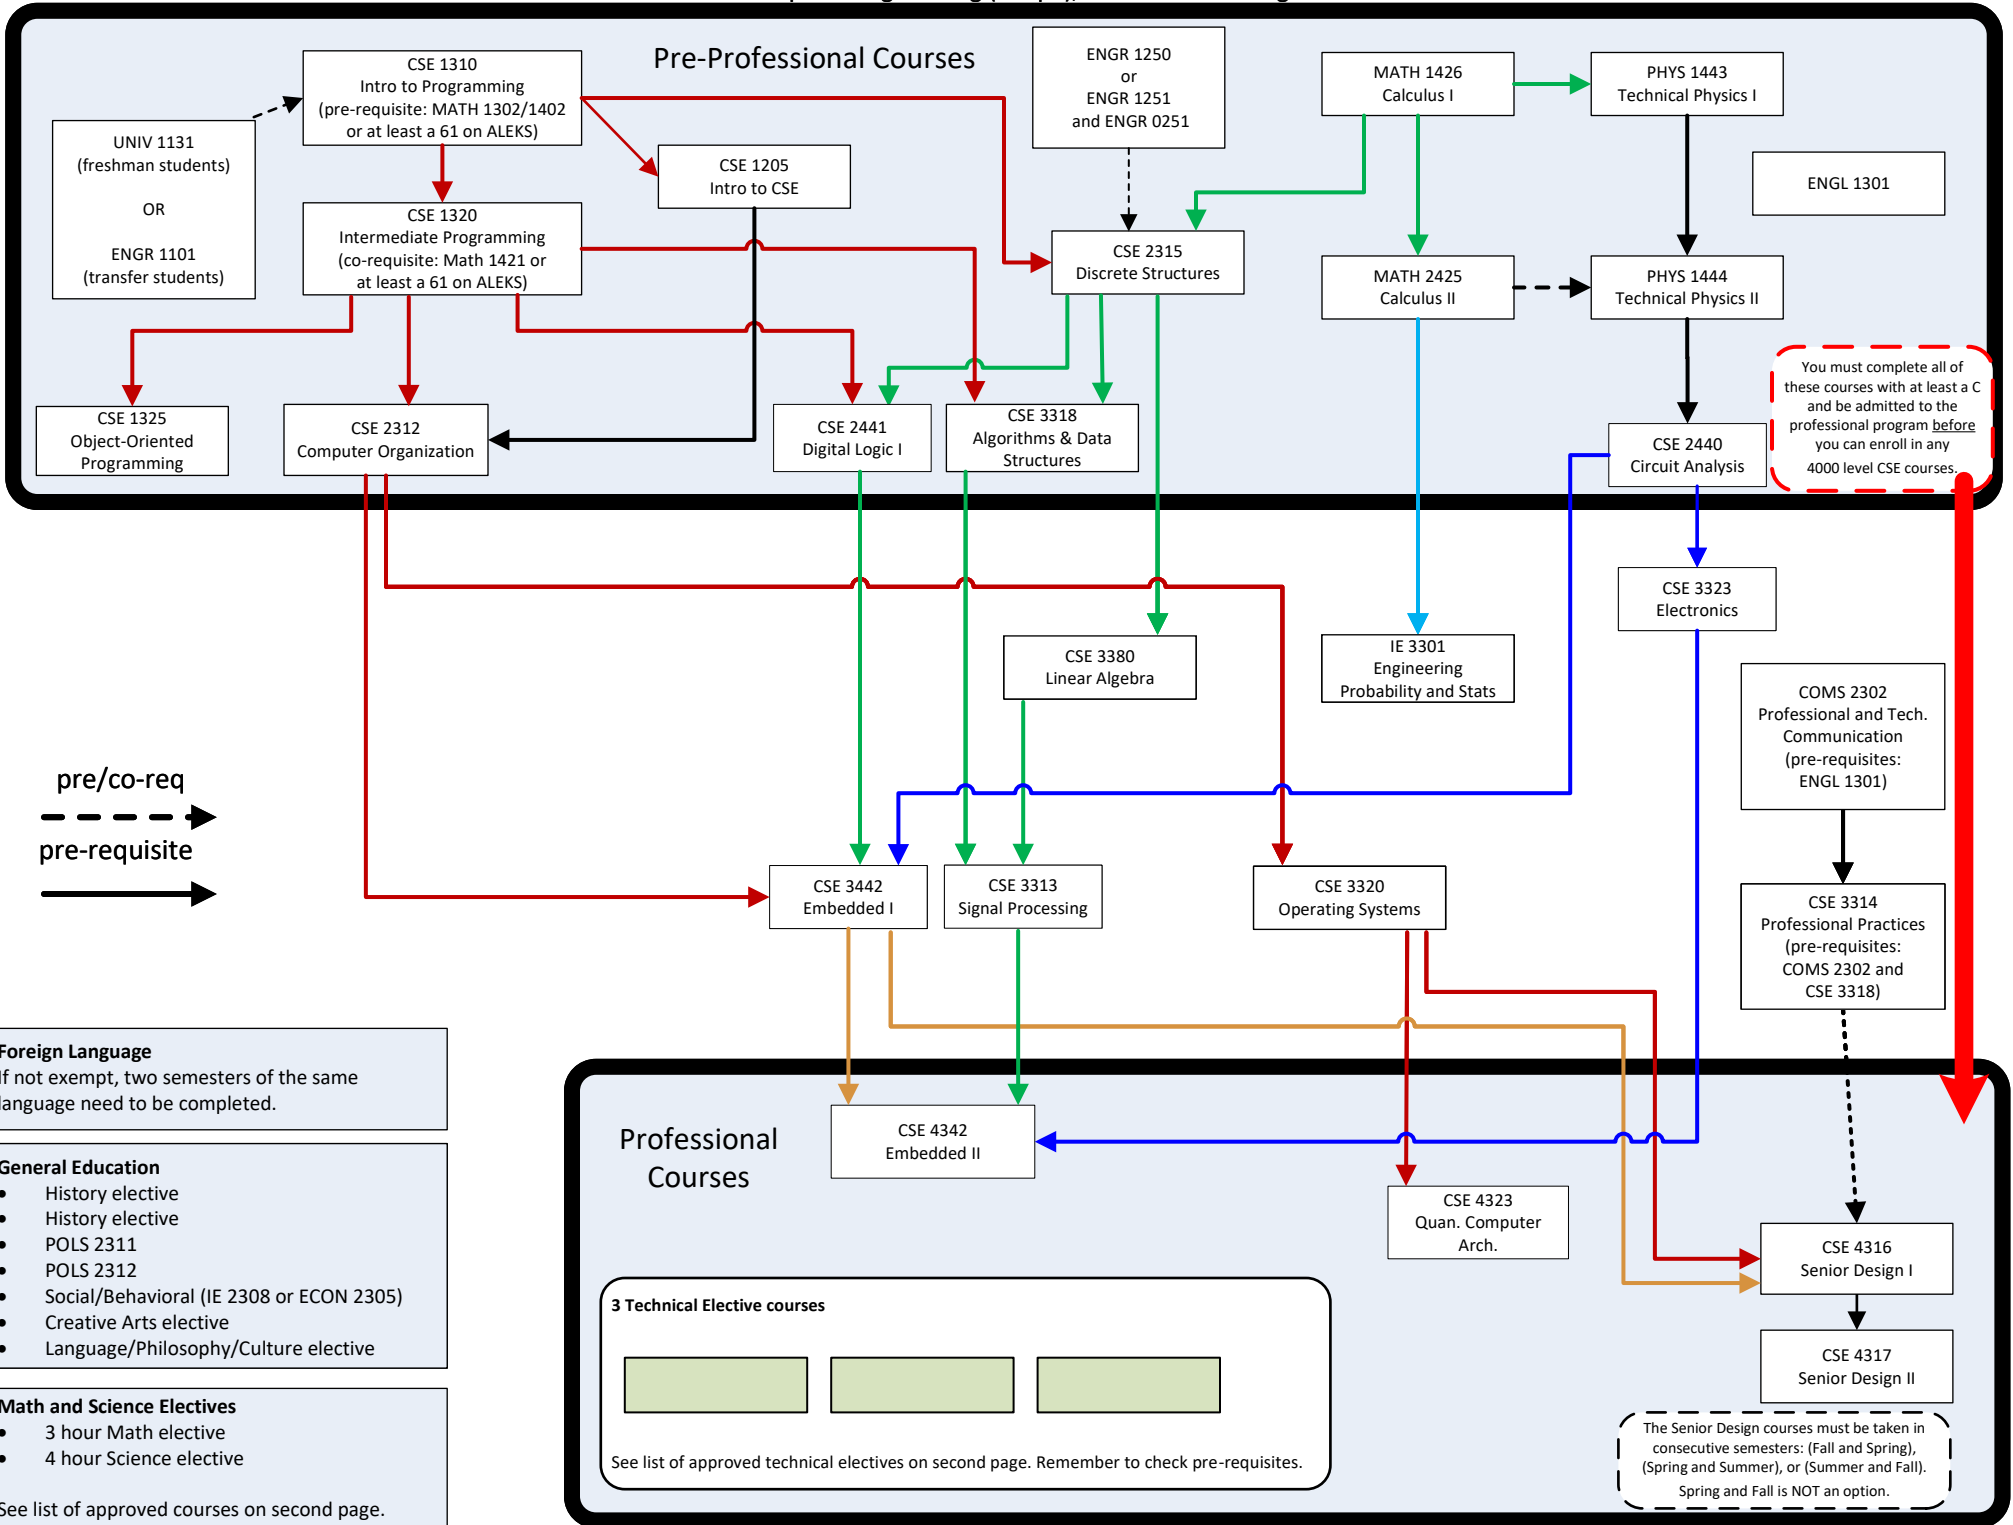 Pre-Professional Courses
CSE 1310
Intro to Programming
(pre-requisite: MATH 1302/1402
or at least a 61 on ALEKS)
ENGR 1250
or
ENGR 1251
and ENGR 0251
MATH 1426
Calculus I
PHYS 1443
Technical Physics I
UNIV 1131
(freshman students)
OR
ENGR 1101
(transfer students)
CSE 1205
Intro to CSE
ENGL 1301
CSE 1320
Intermediate Programming
(co-requisite: Math 1421 or
at least a 61 on ALEKS)
CSE 2315
Discrete Structures
MATH 2425
Calculus II
PHYS 1444
Technical Physics II
You must complete all of
these courses with at least a C
and be admitted to the
professional program before
you can enroll in any
4000 level CSE courses.
CSE 1325
Object-Oriented
Programming
CSE 2312
Computer Organization
CSE 2441
Digital Logic I
CSE 3318
Algorithms & Data
Structures
CSE 2440
Circuit Analysis
CSE 3323
Electronics
CSE 3380
Linear Algebra
IE 3301
Engineering
Probability and Stats
COMS 2302
Professional and Tech.
Communication
(pre-requisites:
ENGL 1301)
pre/co-req
pre-requisite
CSE 3442
Embedded I
CSE 3313
Signal Processing
CSE 3320
Operating Systems
CSE 3314
Professional Practices
(pre-requisites:
COMS 2302 and
CSE 3318)
Foreign Language
If not exempt, two semesters of the same
language need to be completed.
General Education
• History elective
• History elective
• POLS 2311
• POLS 2312
• Social/Behavioral (IE 2308 or ECON 2305)
• Creative Arts elective
• Language/Philosophy/Culture elective
Math and Science Electives
• 3 hour Math elective
• 4 hour Science elective
See list of approved courses on second page.
Professional
Courses
CSE 4342
Embedded II
CSE 4323
Quan. Computer
Arch.
CSE 4316
Senior Design I
CSE 4317
Senior Design II
3 Technical Elective courses
See list of approved technical electives on second page. Remember to check pre-requisites.
The Senior Design courses must be taken in
consecutive semesters: (Fall and Spring),
(Spring and Summer), or (Summer and Fall).
Spring and Fall is NOT an option.